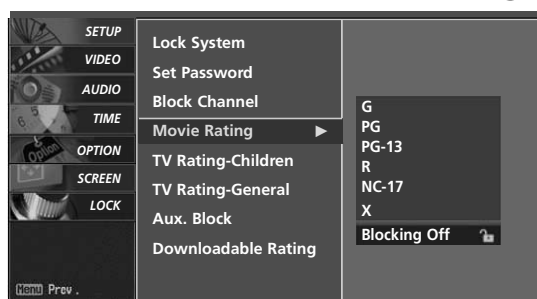 SETUP
VIDEO
AUDIO
TIME
OPTION
SCREEN
LOCK
Menu Prev.
Lock System
Set Password
Block Channel
Movie Rating ►
TV Rating-Children
TV Rating-General
Aux. Block
Downloadable Rating
G
PG
PG-13
R
NC-17
X
Blocking Off